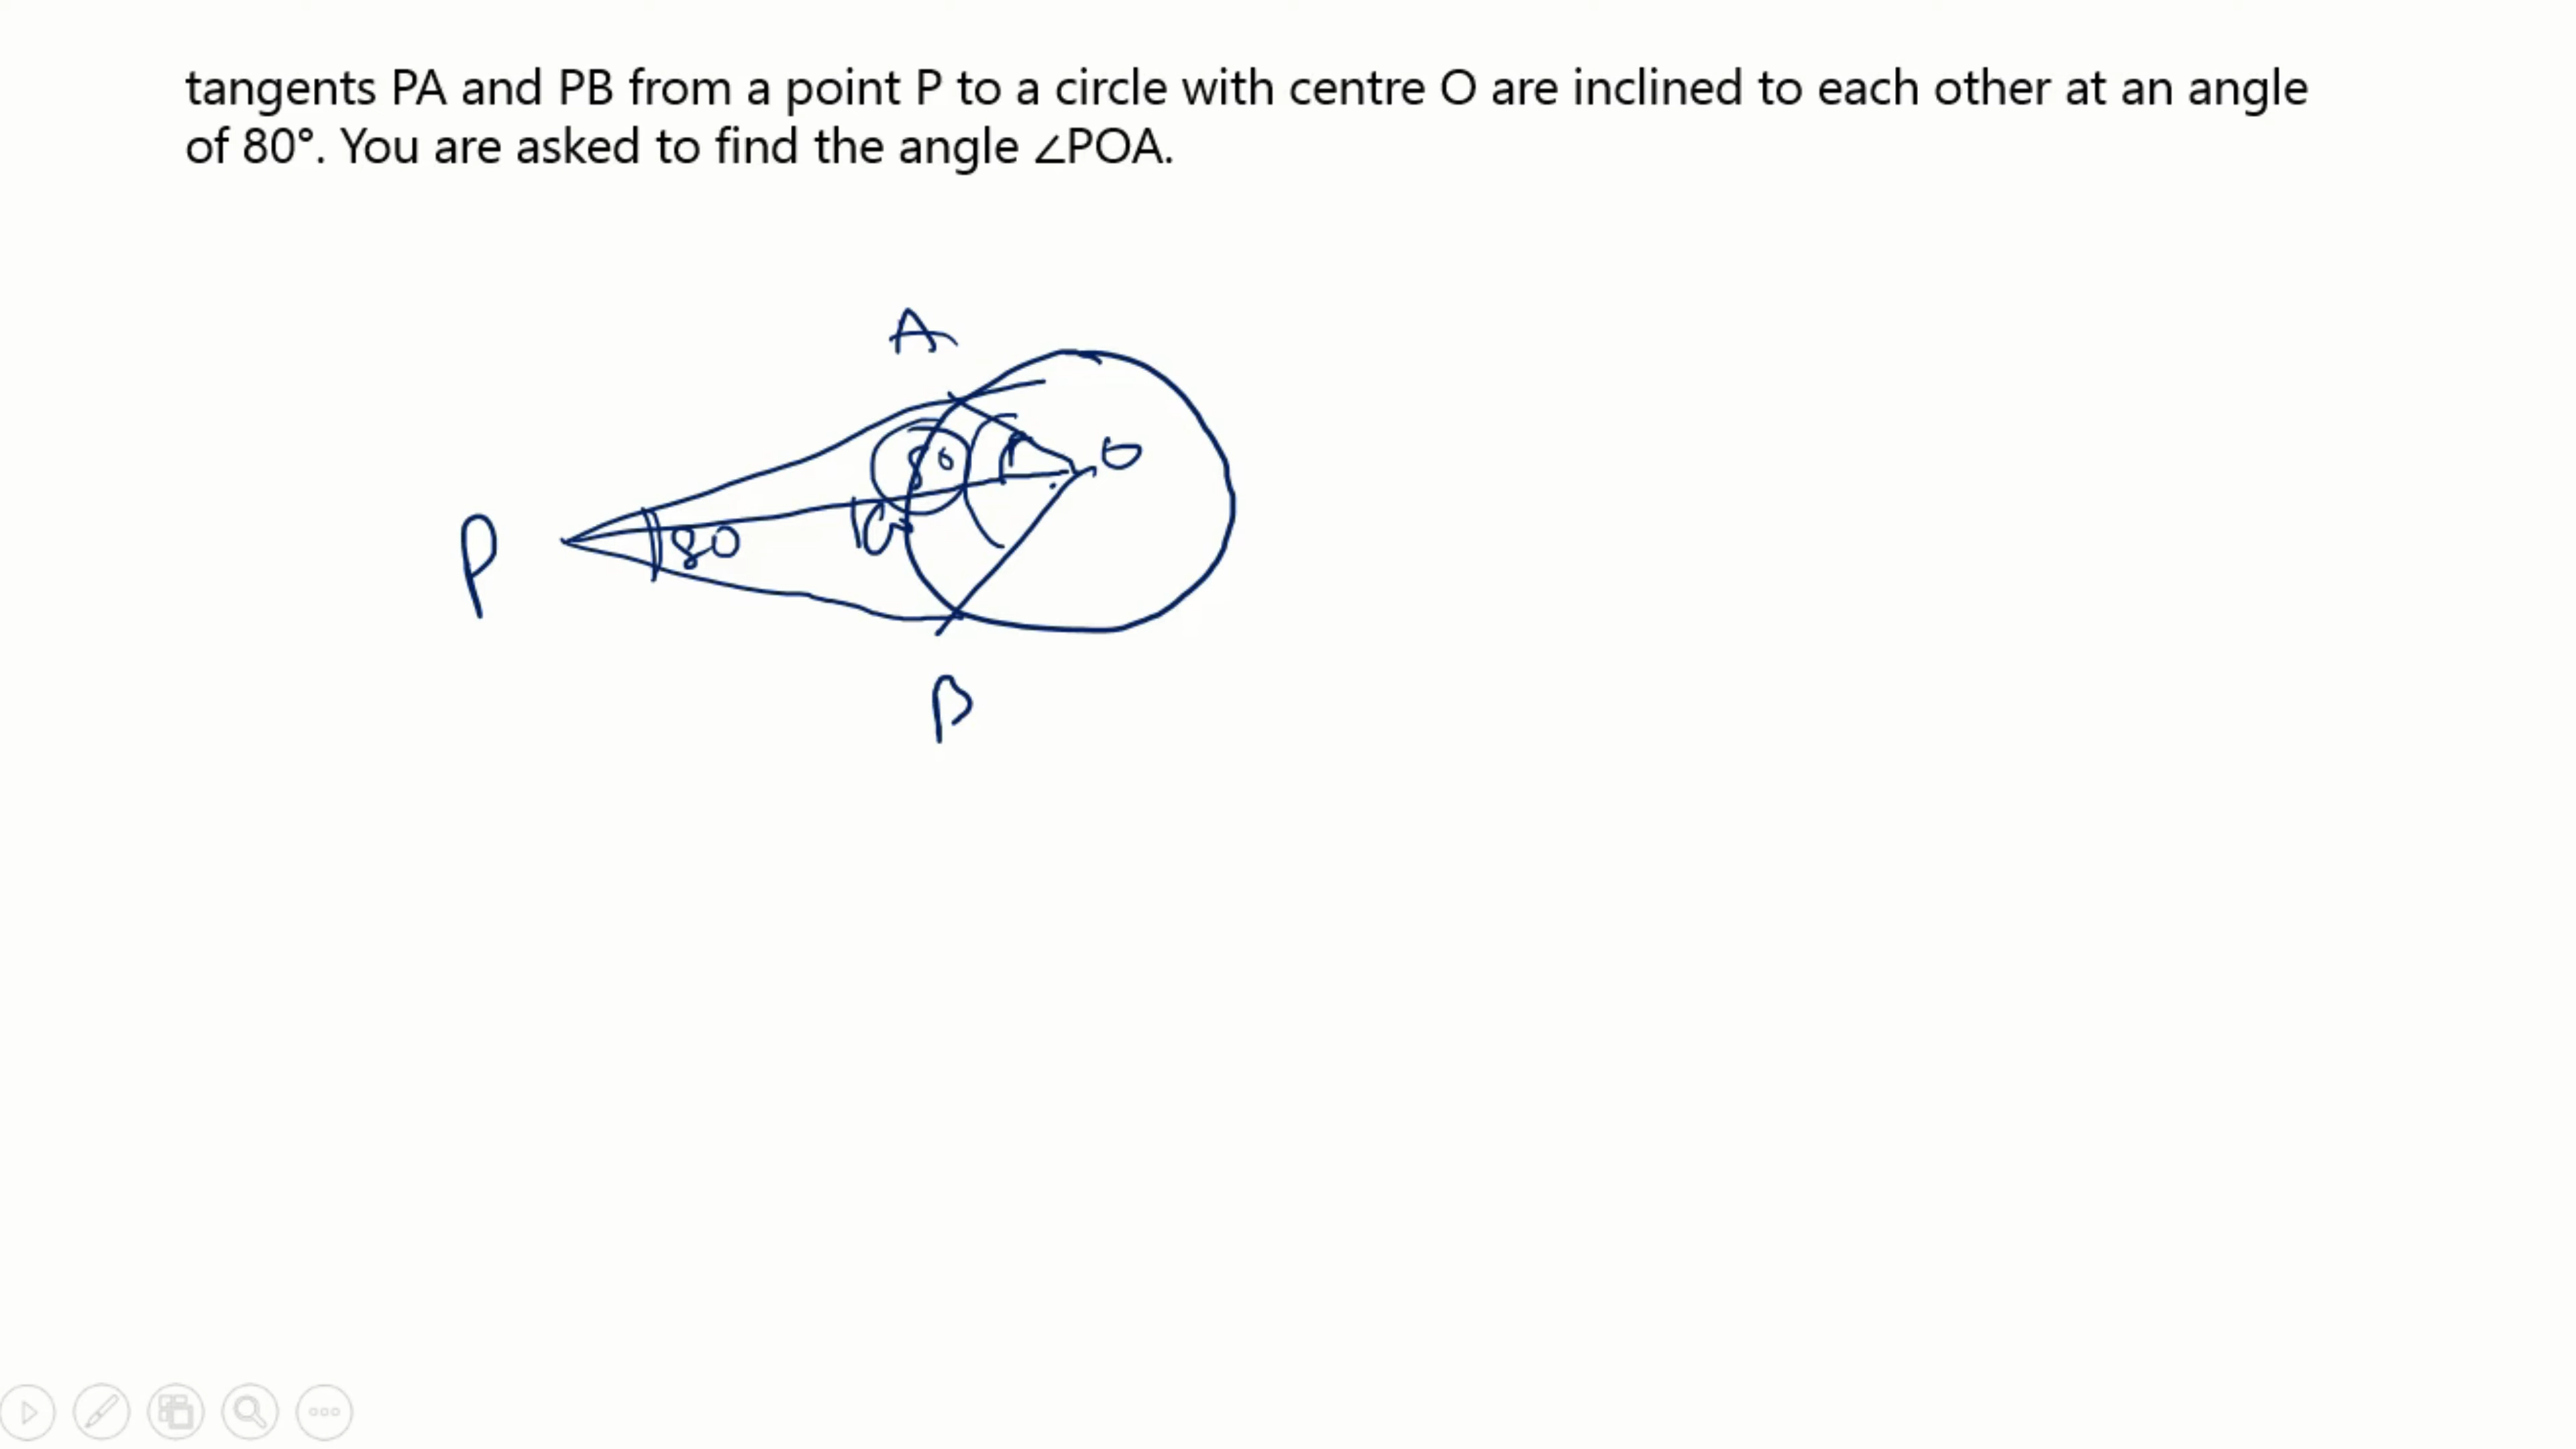 tangents PA and PB from a point P to a circle with centre O are inclined to each other at an angle
of 80°. You are asked to find the angle ∠POA.
A
O
P
80
B